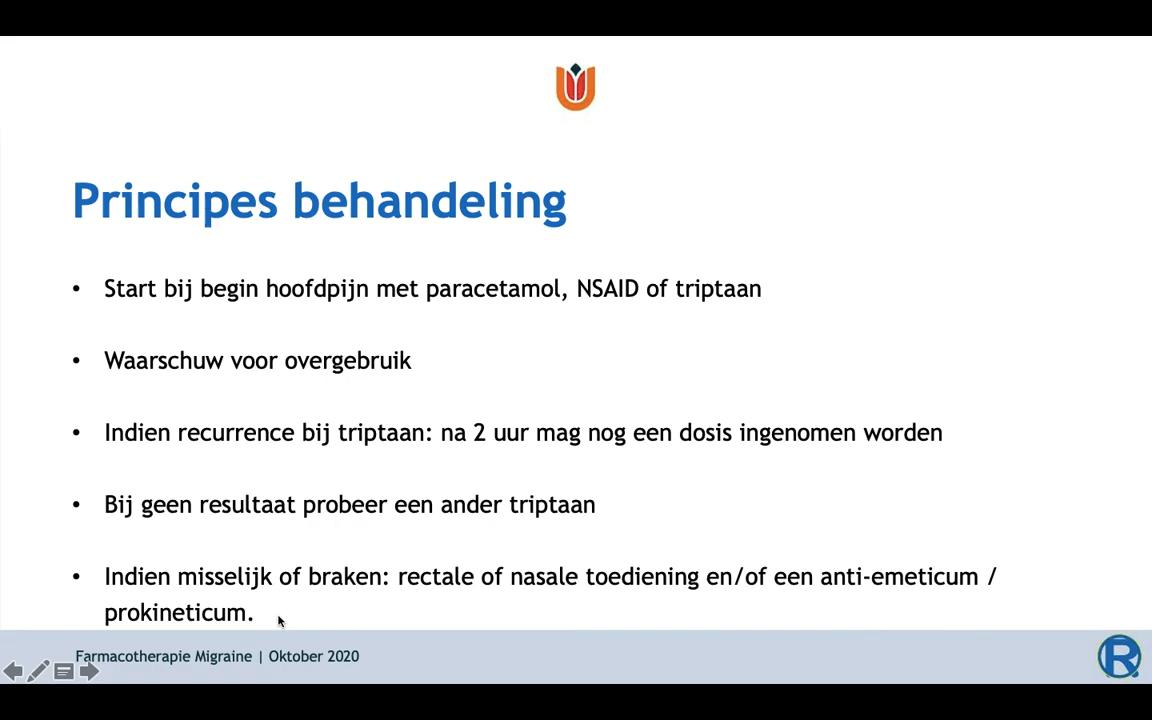 Principes behandeling
• Start bij begin hoofdpijn met paracetamol, NSAID of triptaan
• Waarschuw voor overgebruik
• Indien recurrence bij triptaan: na 2 uur mag nog een dosis ingenomen worden
• Bij geen resultaat probeer een ander triptaan
• Indien misselijk of braken: rectale of nasale toediening en/of een anti-emeticum /
prokineticum.
Farmacotherapie Migraine | Oktober 2020
R